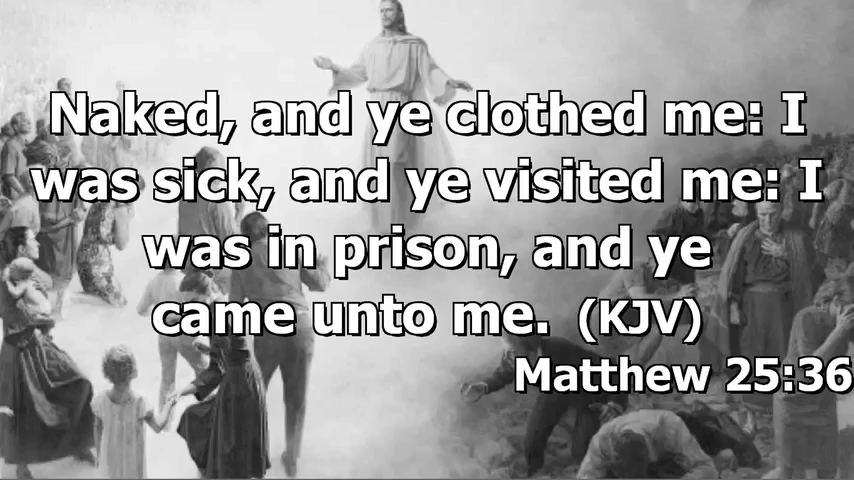 Naked, and ye clothed me: I
was sick, and ye visited me: I
was in prison, and ye
came unto me. (KJV)
Matthew 25:36